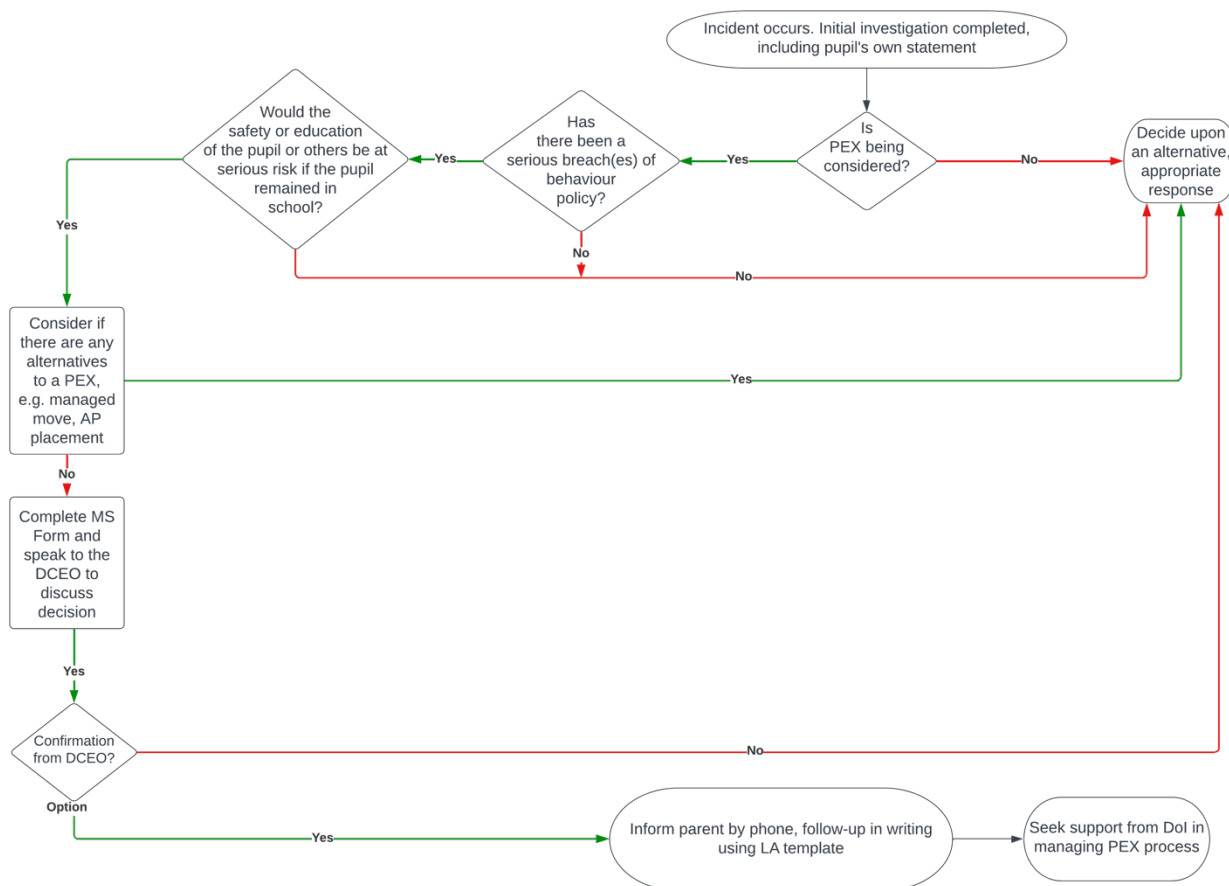 Incident occurs. Initial investigation completed,
including pupil's own statement
Is
PEX being
considered?
No
Decide upon
an alternative,
appropriate
response
Yes
Has
there been a
serious breach(es) of
behaviour
policy?
No
Yes
Would the
safety or education
of the pupil or others be at
serious risk if the pupil
remained in
school?
No
Yes
Consider if
there are any
alternatives
to a PEX,
e.g. managed
move, AP
placement
Yes
No
Complete MS
Form and
speak to the
DCEO to
discuss
decision
Yes
Confirmation
from DCEO?
No
Option
Yes
Inform parent by phone, follow-up in writing
using LA template
Seek support from DoI in
managing PEX process